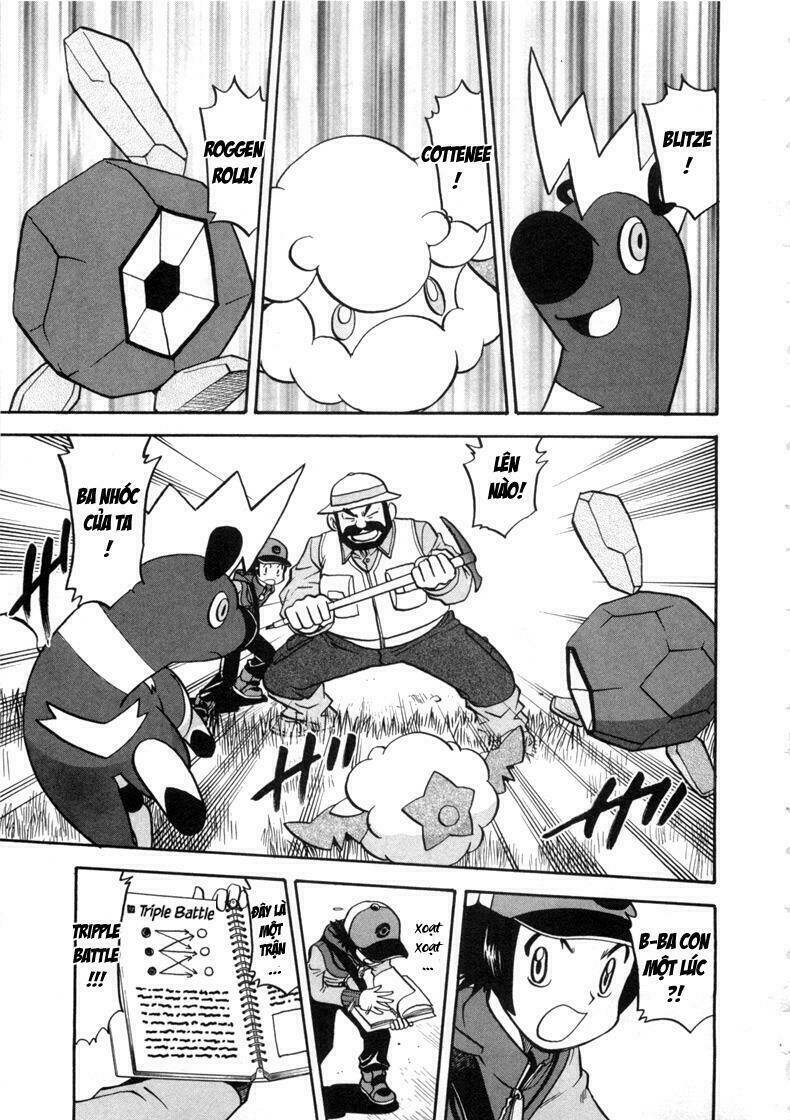 BLITZE
!
COTTENEE
!
ROGGEN
ROLA!
LÊN
NÀO!
BA NHÓC
CỦA TA
!
B-BA CON
MỘT LÚC
?!
Xoạt
Xoạt
...
ĐÂY LÀ
MỘT
TRẬN
...
Triple Battle
TRIPPLE
BATTLE
!!!